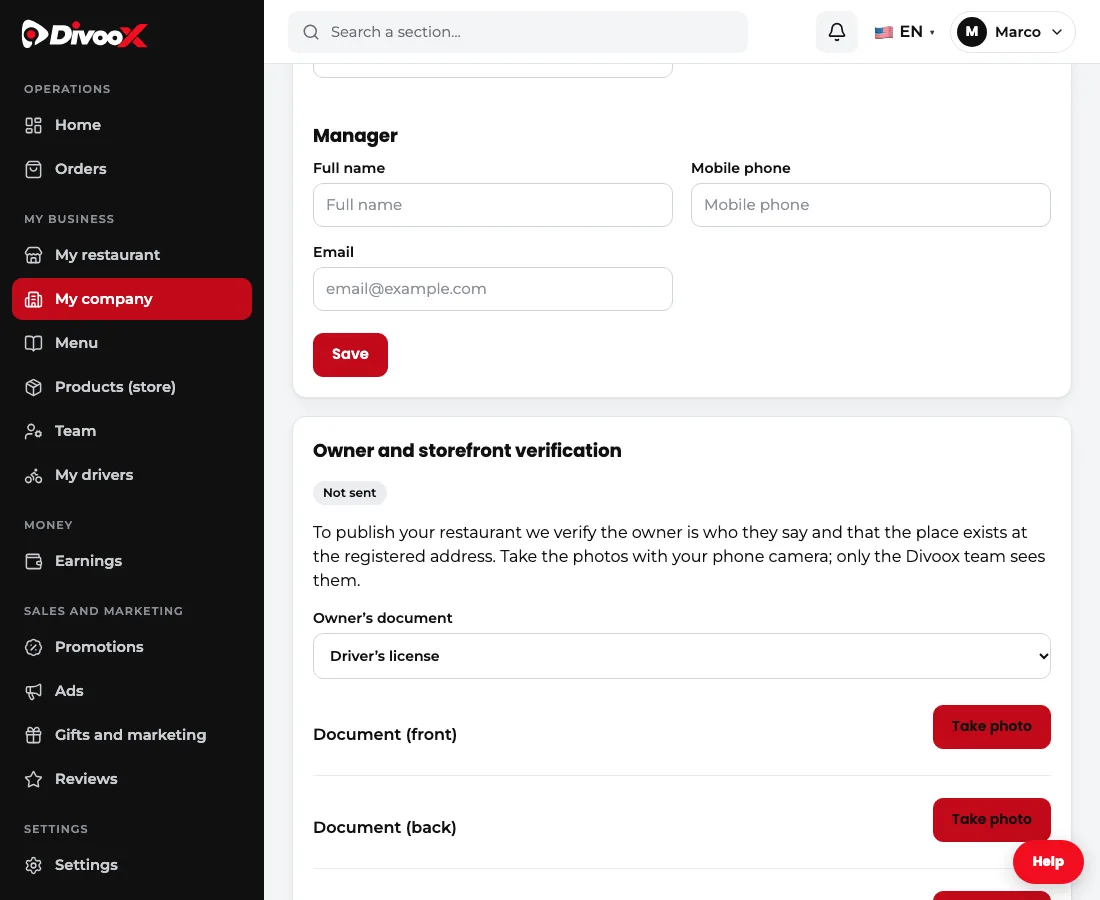 DivooX
Search a section...
EN
M
Marco
OPERATIONS
Home
Orders
MY BUSINESS
My restaurant
My company
Menu
Products (store)
Team
My drivers
MONEY
Earnings
SALES AND MARKETING
Promotions
Ads
Gifts and marketing
Reviews
SETTINGS
Settings
Manager
Full name
Mobile phone
Full name
Mobile phone
Email
email@example.com
Save
Owner and storefront verification
Not sent
To publish your restaurant we verify the owner is who they say and that the place exists at
the registered address. Take the photos with your phone camera; only the Divoox team sees
them.
Owner’s document
Driver’s license
Document (front)
Take photo
Document (back)
Take photo
Help